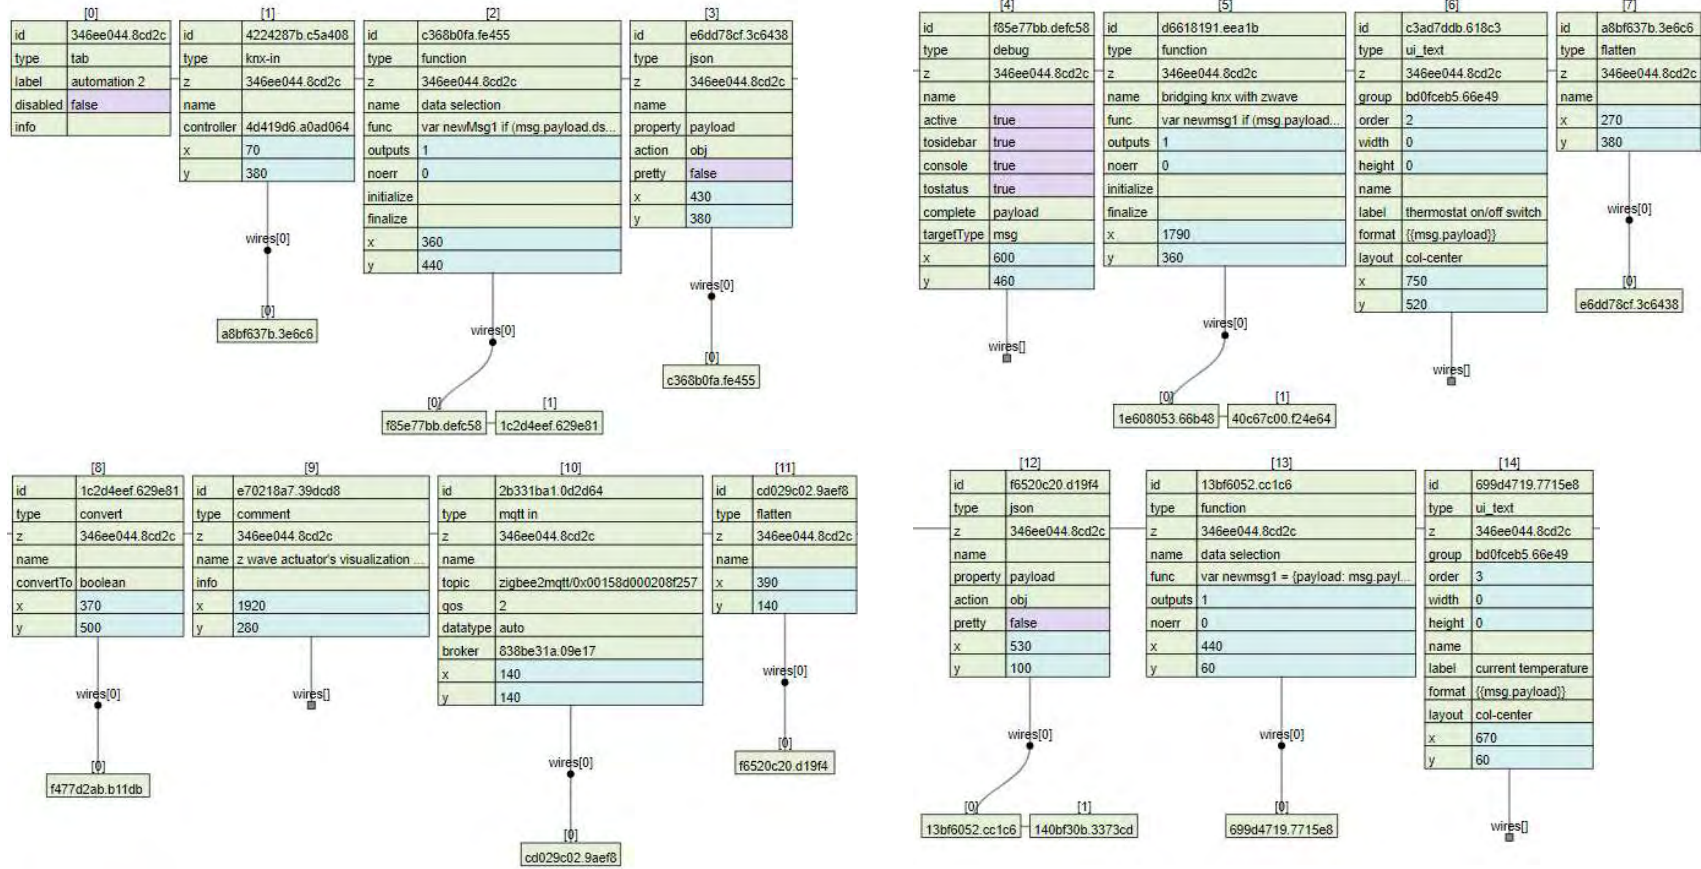 [0]
id 346ee044.8cd2c
type tab
label automation 2
disabled false
info
[1]
id 4224287b.c5a408
type knx-in
z 346ee044.8cd2c
name
controller 4d419d6.a0ad064
x 70
y 380
wires[0]
[0]
a8bf637b.3e6c6
[2]
id c368b0fa.fe455
type function
z 346ee044.8cd2c
name data selection
func var newMsg1 if (msg.payload.ds...
outputs 1
noerr 0
initialize
finalize
x 360
y 440
wires[0]
[0] [1]
f85e77bb.defc58 1c2d4eef.629e81
[3]
id e6dd78cf.3c6438
type json
z 346ee044.8cd2c
name
property payload
action obj
pretty false
x 430
y 380
wires[0]
[0]
c368b0fa.fe455
[4]
id f85e77bb.defc58
type debug
z 346ee044.8cd2c
name
active true
tosidebar true
console true
tostatus true
complete payload
targetType msg
x 600
y 460
wires[]
[5]
id d6618191.eea1b
type function
z 346ee044.8cd2c
name bridging knx with zwave
func var newmsg1 if (msg.payload...
outputs 1
noerr 0
initialize
finalize
x 1790
y 360
wires[0]
[0] [1]
1e608053.66b48 40c67c00.f24e64
[6]
id c3ad7ddb.618c3
type ui_text
z 346ee044.8cd2c
group bd0fceb5.66e49
order 2
width 0
height 0
name
label thermostat on/off switch
format {{msg.payload}}
layout col-center
x 750
y 520
wires[]
[7]
id a8bf637b.3e6c6
type flatten
z 346ee044.8cd2c
name
x 270
y 380
wires[0]
[0]
e6dd78cf.3c6438
[8]
id 1c2d4eef.629e81
type convert
z 346ee044.8cd2c
name
convertTo boolean
x 370
y 500
wires[0]
[0]
f477d2ab.b11db
[9]
id e70218a7.39dcd8
type comment
z 346ee044.8cd2c
name z wave actuator's visualization ...
info
x 1920
y 280
wires[]
[10]
id 2b331ba1.0d2d64
type mqtt in
z 346ee044.8cd2c
name
topic zigbee2mqtt/0x00158d000208f257
qos 2
datatype auto
broker 838be31a.09e17
x 140
y 140
wires[0]
[0]
cd029c02.9aef8
[11]
id cd029c02.9aef8
type flatten
z 346ee044.8cd2c
name
x 390
y 140
wires[0]
[0]
f6520c20.d19f4
[12]
id f6520c20.d19f4
type json
z 346ee044.8cd2c
name
property payload
action obj
pretty false
x 530
y 100
wires[0]
[0] [1]
13bf6052.cc1c6 140bf30b.3373cd
[13]
id 13bf6052.cc1c6
type function
z 346ee044.8cd2c
name data selection
func var newmsg1 = {payload: msg.payl...
outputs 1
noerr 0
x 440
y 60
wires[0]
[0]
699d4719.7715e8
[14]
id 699d4719.7715e8
type ui_text
z 346ee044.8cd2c
group bd0fceb5.66e49
order 3
width 0
height 0
name
label current temperature
format {{msg.payload}}
layout col-center
x 670
y 60
wires[]